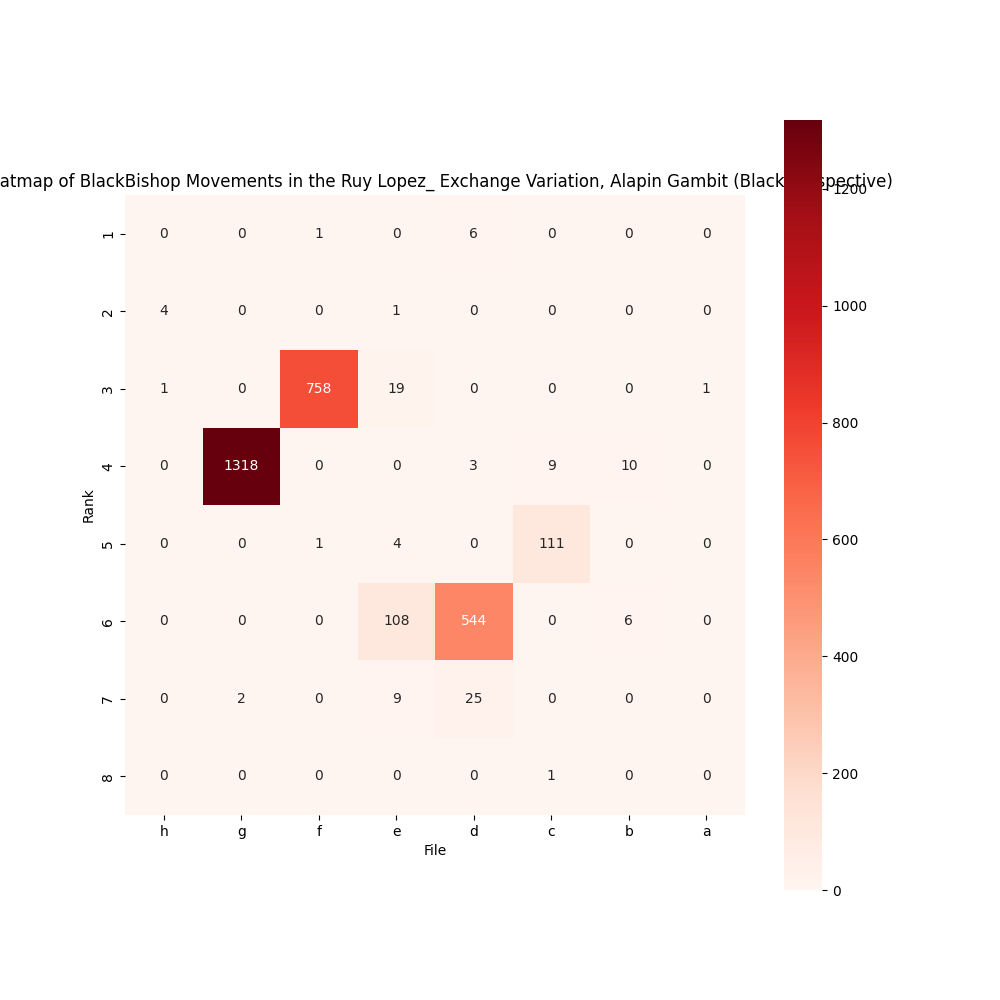 atmap of BlackBishop Movements in the Ruy Lopez_ Exchange Variation, Alapin Gambit (Black spective)
1 0 0 1 0 6 0 0 0
2 4 0 0 1 0 0 0 0
3 1 0 758 19 0 0 0 1
4 0 1318 0 0 3 9 10 0
5 0 0 1 4 0 111 0 0
6 0 0 0 108 544 0 6 0
7 0 2 0 9 25 0 0 0
8 0 0 0 0 0 1 0 0
h g f e d c b a
File
Rank
1200
1000
800
600
400
200
0